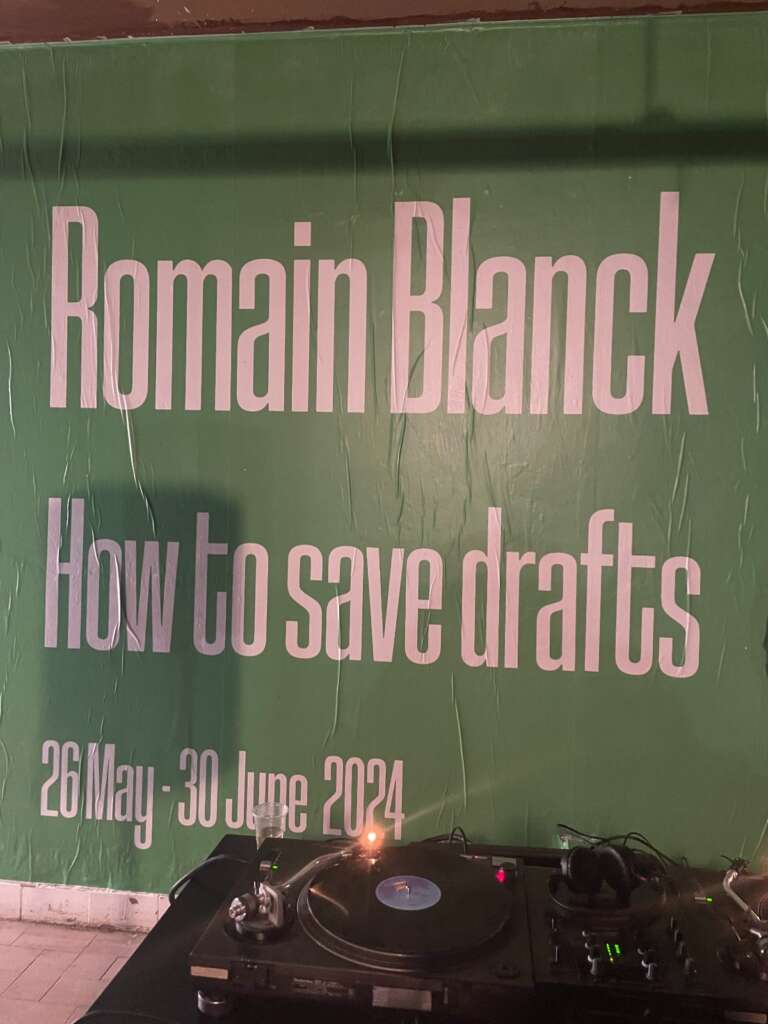 Romain Blanck
How to save drafts
26 May - 30 June 2024